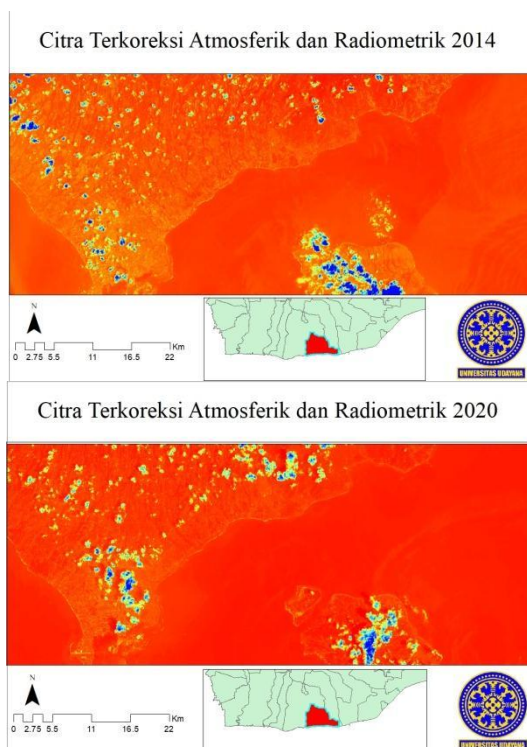 Citra Terkoreksi Atmosferik dan Radiometrik 2014
N
Km
0 2.75 5.5 11 16.5 22
UNIVERSITAS UDAYANA
Citra Terkoreksi Atmosferik dan Radiometrik 2020
N
Km
0 2.75 5.5 11 16.5 22
UNIVERSITAS UDAYANA